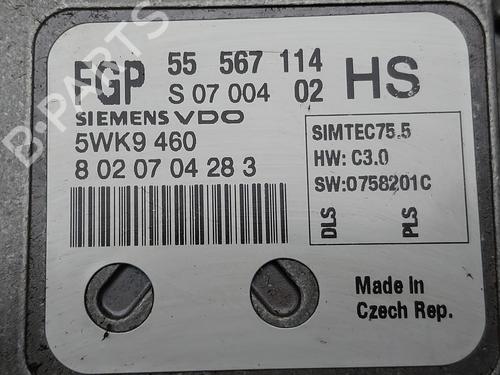 FGP 55 567 114 HS
S 07 004 02
SIEMENS VDO
5WK9 460
8 02 07 04 28 3
SIMTEC75.5
HW: C3.0
SW:0758201C
DLS PLS
Made In
Czech Rep.
B-PARTS